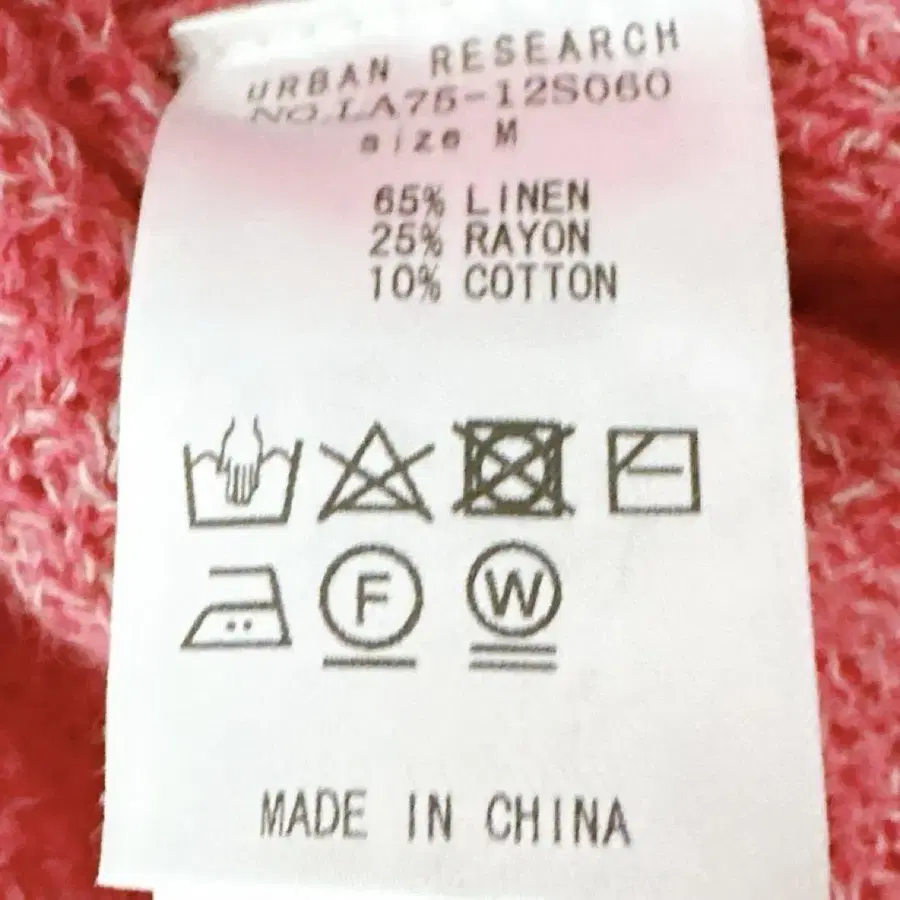 URBAN RESEARCH
NO.LA75-12S060
size M
65% LINEN
25% RAYON
10% COTTON
F
W
MADE IN CHINA